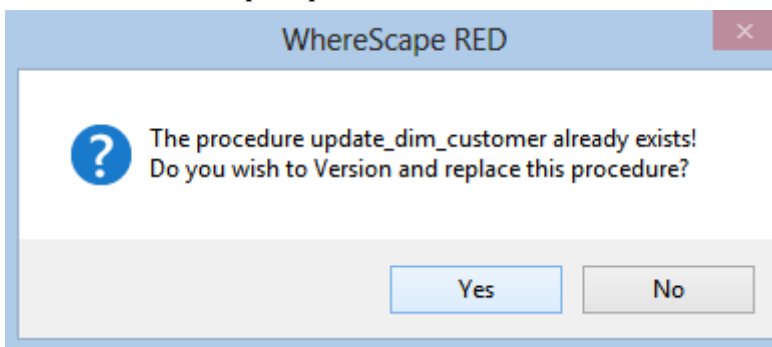 WhereScape RED
The procedure update_dim_customer already exists!
Do you wish to Version and replace this procedure?
Yes No